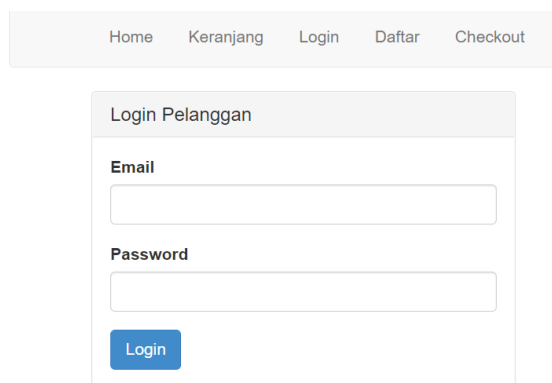 Home Keranjang Login Daftar Checkout
Login Pelanggan
Email
Password
Login